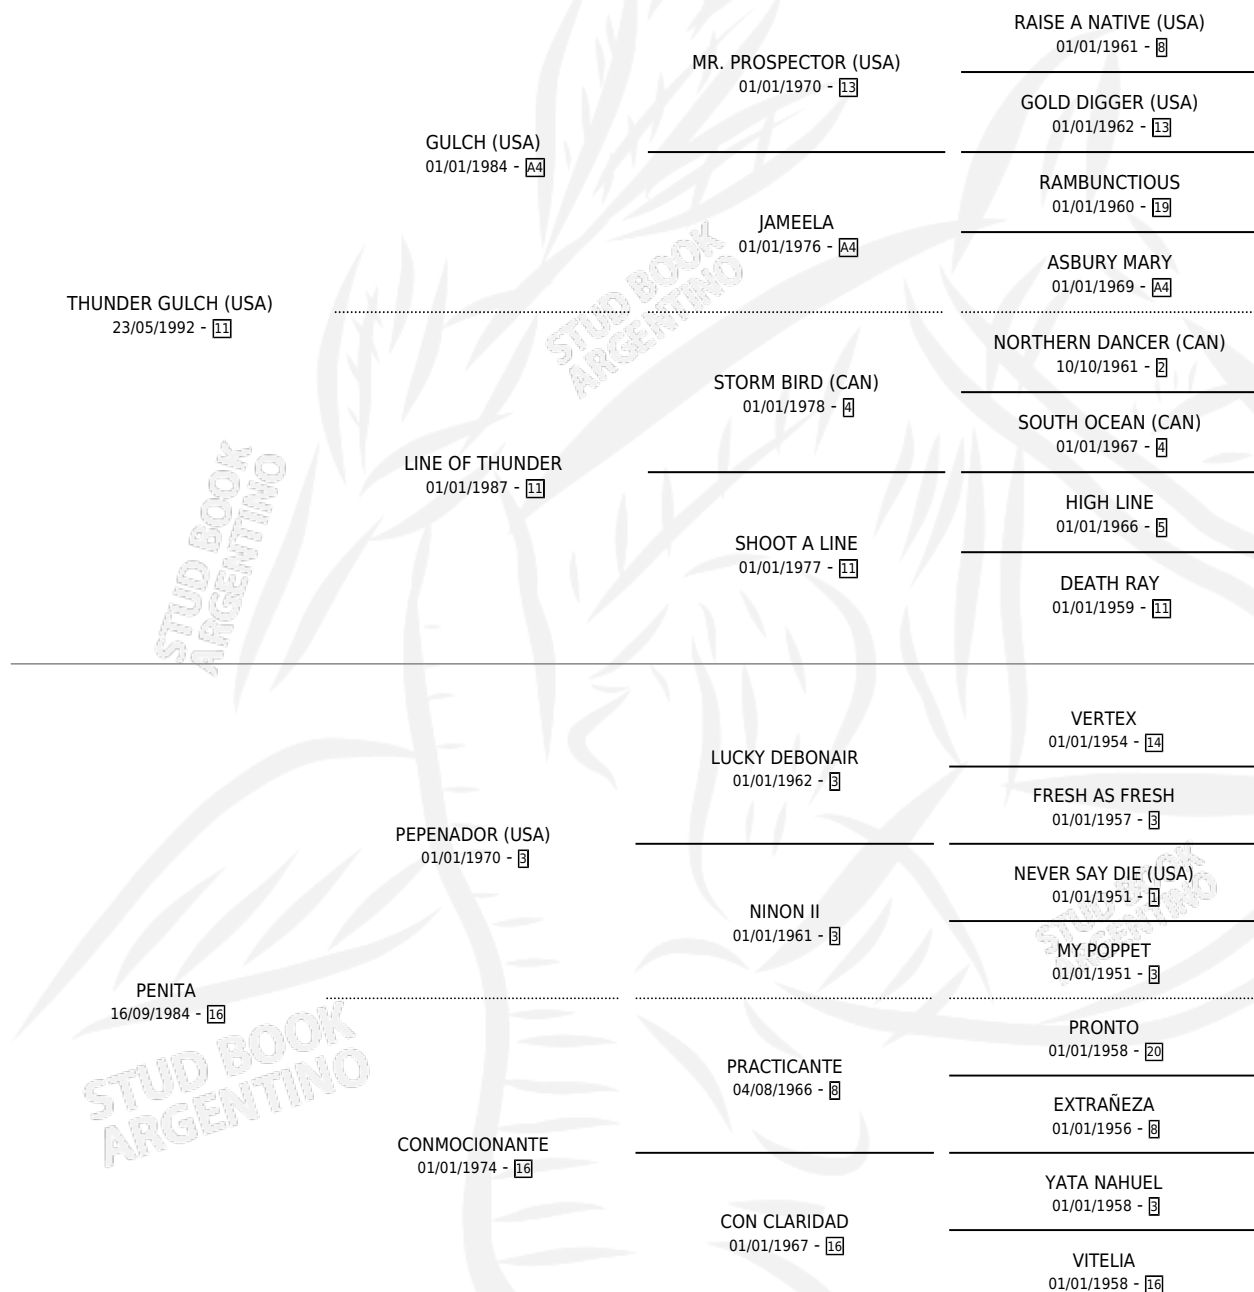 RAISE A NATIVE (USA)
01/01/1961 - 8
MR. PROSPECTOR (USA)
01/01/1970 - 13
GOLD DIGGER (USA)
01/01/1962 - 13
GULCH (USA)
01/01/1984 - A4
RAMBUNCTIOUS
01/01/1960 - 19
JAMEELA
01/01/1976 - A4
ASBURY MARY
01/01/1969 - A4
THUNDER GULCH (USA)
23/05/1992 - 11
NORTHERN DANCER (CAN)
10/10/1961 - 2
STORM BIRD (CAN)
01/01/1978 - 4
SOUTH OCEAN (CAN)
01/01/1967 - 4
LINE OF THUNDER
01/01/1987 - 11
HIGH LINE
01/01/1966 - 5
SHOOT A LINE
01/01/1977 - 11
DEATH RAY
01/01/1959 - 11
VERTEX
01/01/1954 - 14
LUCKY DEBONAIR
01/01/1962 - 3
FRESH AS FRESH
01/01/1957 - 3
PEPENADOR (USA)
01/01/1970 - 3
NEVER SAY DIE (USA)
01/01/1951 - 1
NINON II
01/01/1961 - 3
MY POPPET
01/01/1951 - 3
PENITA
16/09/1984 - 16
PRONTO
01/01/1958 - 20
PRACTICANTE
04/08/1966 - 8
EXTRAÑEZA
01/01/1956 - 8
CONMOCIONANTE
01/01/1974 - 16
YATA NAHUEL
01/01/1958 - 3
CON CLARIDAD
01/01/1967 - 16
VITELIA
01/01/1958 - 16
STUD BOOK
ARGENTINO
STUD BOOK
ARGENTINO
STUD BOOK
ARGENTINO
STUD BOOK
ARGENTINO